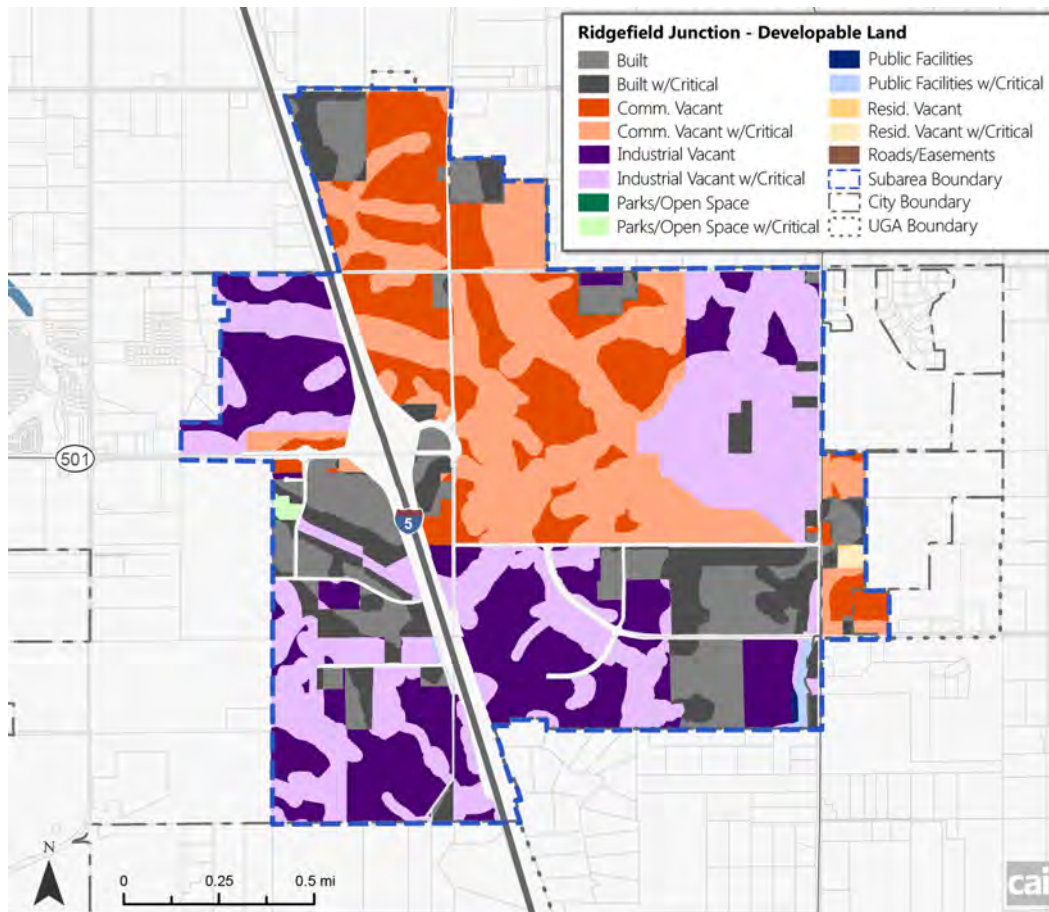 Ridgefield Junction - Developable Land
Built
Built w/Critical
Comm. Vacant
Comm. Vacant w/Critical
Industrial Vacant
Industrial Vacant w/Critical
Parks/Open Space
Parks/Open Space w/Critical
Public Facilities
Public Facilities w/Critical
Resid. Vacant
Resid. Vacant w/Critical
Roads/Easements
Subarea Boundary
City Boundary
UGA Boundary
501
5
N
0 0.25 0.5 mi
cai